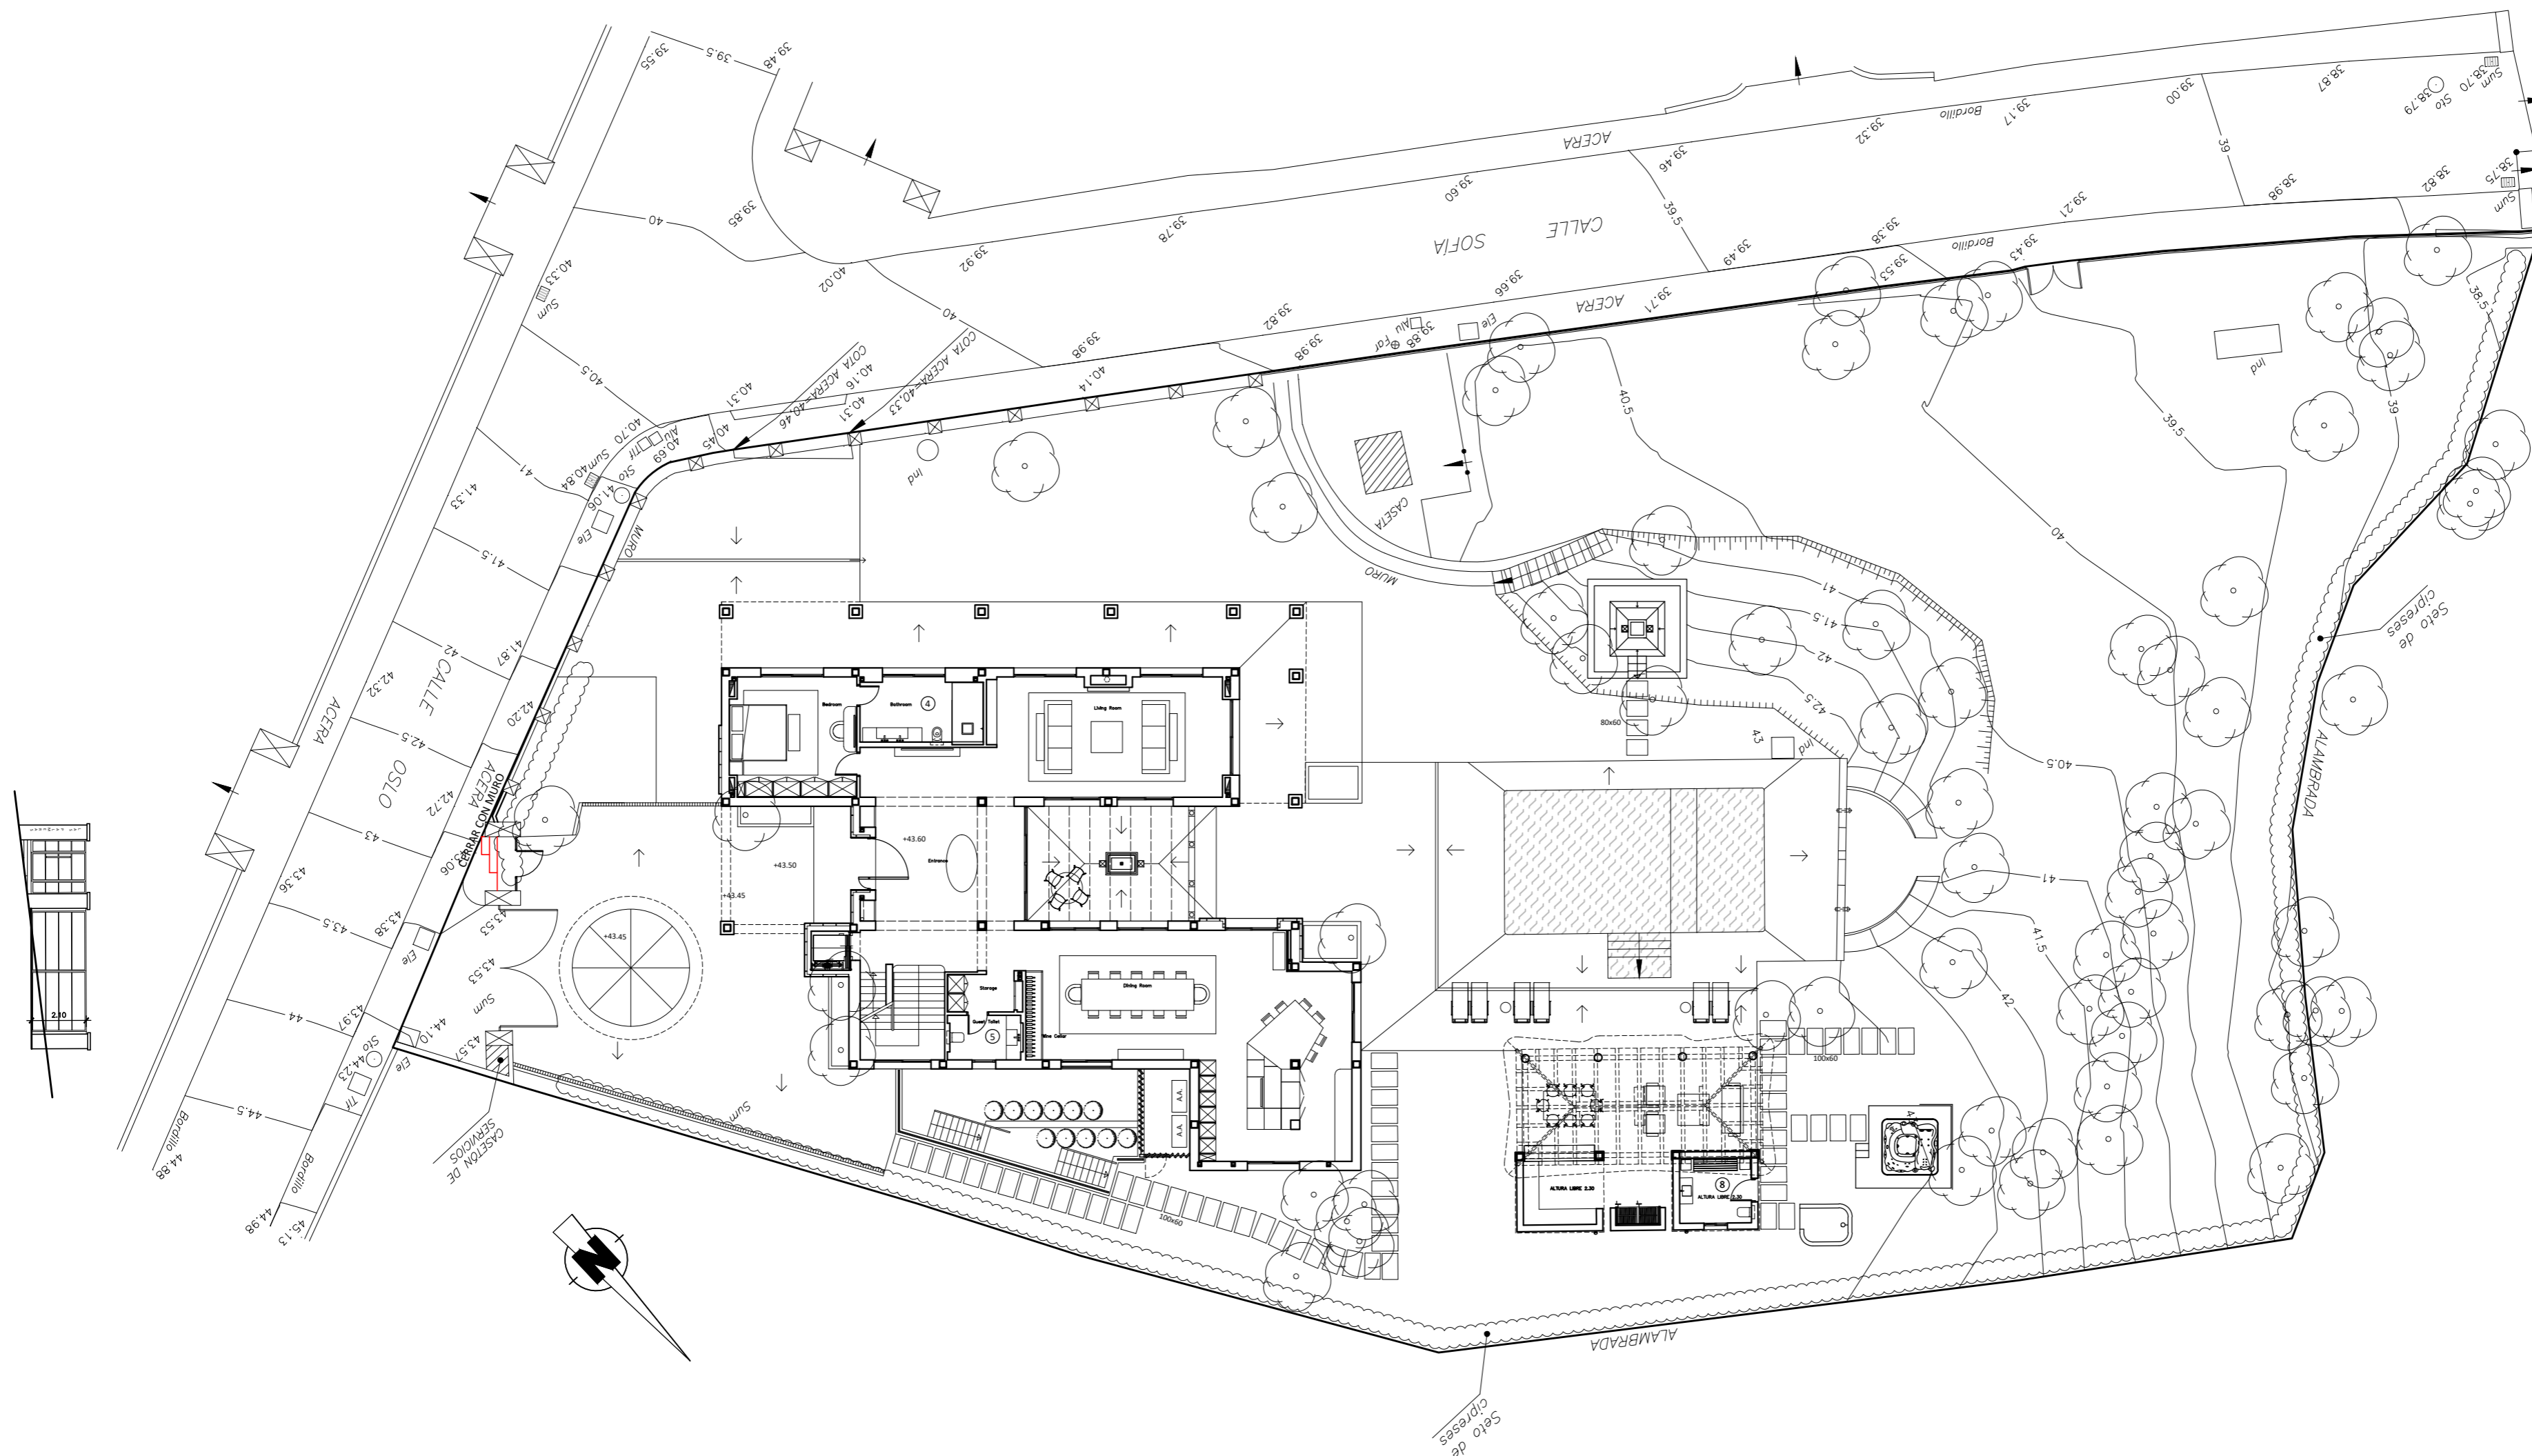 39.55
39.5
39.48
39.85
40
40.02
39.92
39.78
39.60
39.46
39.32
39.17
39.00
38.87
38.79
38.70
Sum
Sto
Bordillo
ACERA
CALLE
SOFÍA
39
38.75
38.82
Sum
38.98
39.21
39.5
39.49
39.38
Bordillo
39.43
39.53
39.66
ACERA
39.71
Ele
Alu
39.88
Far
39.98
39.82
39.98
40
40.14
COTA ACERA=40.33
COTA ACERA=40.46
40.16
40.31
40.31
40.45
40.33
Sum
40.5
40.70
Alu
Tir
40.69
Sum
40.84
Sto
41.06
Ele
MURO
41
41.33
41.5
42
41.87
42.32
CALLE
OSLO
ACERA
42.20
42.5
42.72
ACERA
CERRAR CON MURO
43
43.06
43.36
43.5
43.38
Ele
43.53
43.53
Sum
43.57
44
43.97
44.10
Sto
44.23
Ele
Tir
44.5
Bordillo
44.88
Bordillo
44.98
45.13
CASETÓN DE
SERVICIOS
Sum
2.10
N
Ind
CASETA
MURO
40.5
40
39.5
39
38.5
Ind
Seto de
cipreses
ALAMBRADA
41
41.5
42
42.5
43
Ind
80x60
40.5
41
41.5
42
Bedroom
Bathroom
4
Living Room
+43.60
+43.50
+43.45
+43.45
Entrance
Storage
Guest Toilet
5
Wine Cellar
Dining Room
A.A.
A.A.
100x60
100x60
ALTURA LIBRE 2.30
8
ALTURA LIBRE 2.30
ALAMBRADA
Seto de
cipreses